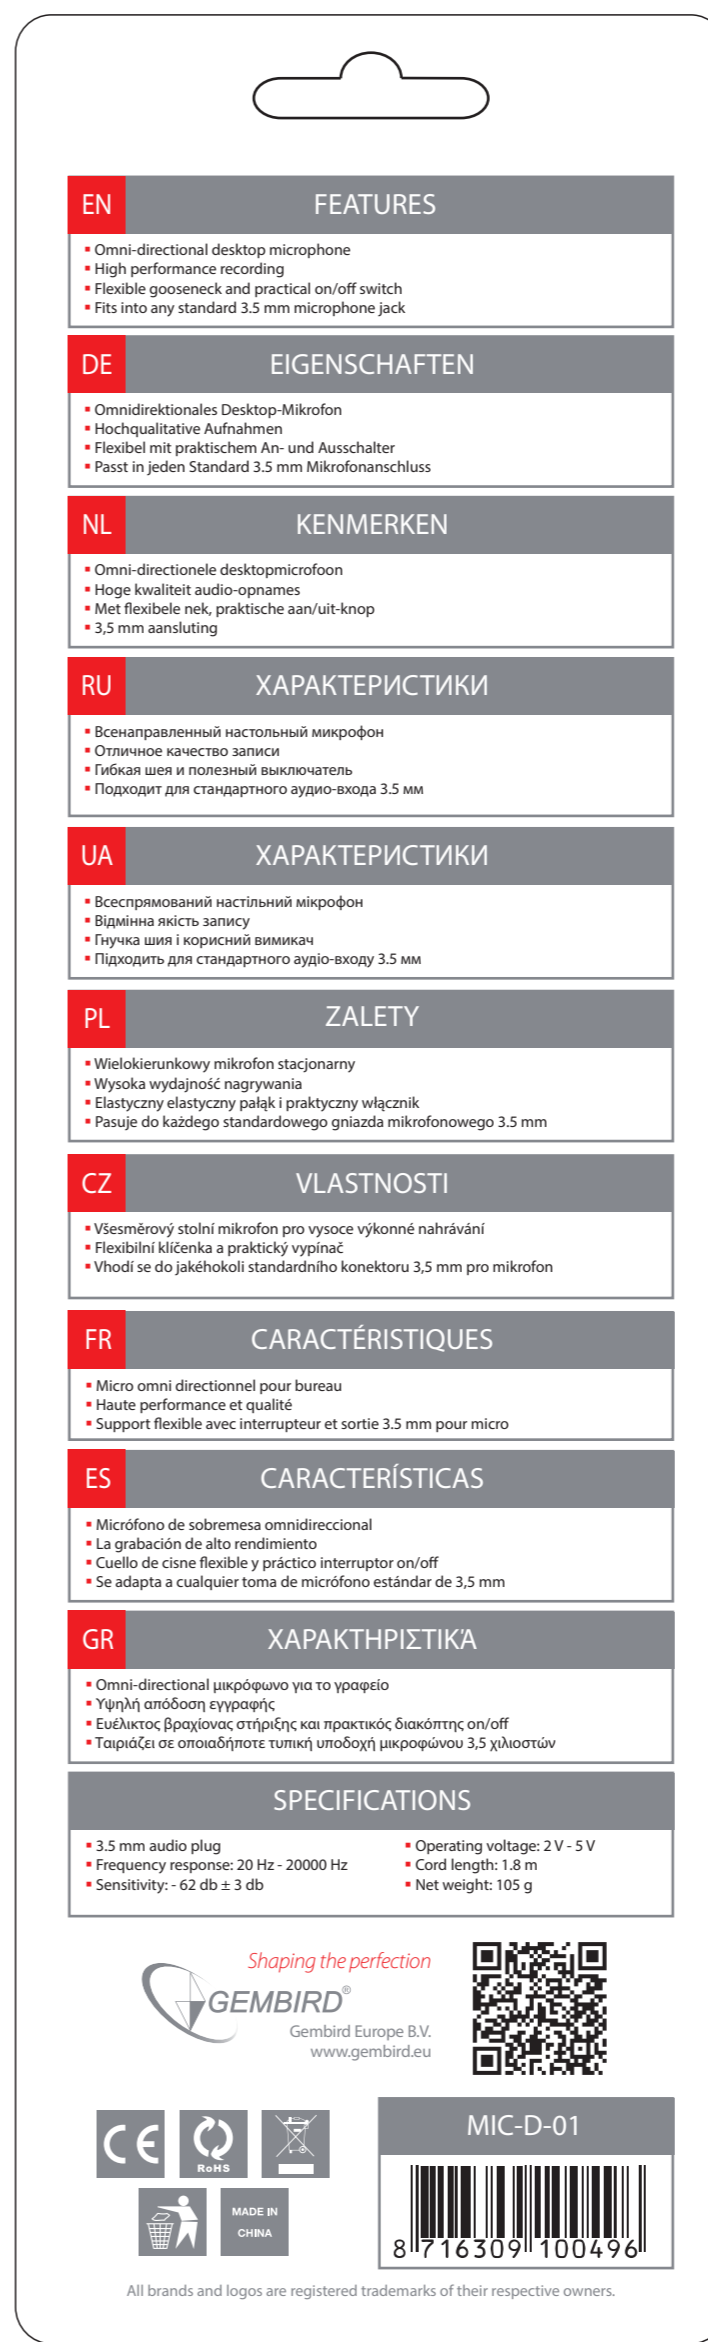 EN FEATURES
▪ Omni-directional desktop microphone
▪ High performance recording
▪ Flexible gooseneck and practical on/off switch
▪ Fits into any standard 3.5 mm microphone jack
DE EIGENSCHAFTEN
▪ Omnidirektionales Desktop-Mikrofon
▪ Hochqualitative Aufnahmen
▪ Flexibel mit praktischem An- und Ausschalter
▪ Passt in jeden Standard 3.5 mm Mikrofonanschluss
NL KENMERKEN
▪ Omni-directionele desktopmicrofoon
▪ Hoge kwaliteit audio-opnames
▪ Met flexibele nek, praktische aan/uit-knop
▪ 3,5 mm aansluting
RU ХАРАКТЕРИСТИКИ
▪ Всенаправленный настольный микрофон
▪ Отличное качество записи
▪ Гибкая шея и полезный выключатель
▪ Подходит для стандартного аудио-входа 3.5 мм
UA ХАРАКТЕРИСТИКИ
▪ Всеспрямований настільний мікрофон
▪ Відмінна якість запису
▪ Гнучка шия і корисний вимикач
▪ Підходить для стандартного аудіо-входу 3.5 мм
PL ZALETY
▪ Wielokierunkowy mikrofon stacjonarny
▪ Wysoka wydajność nagrywania
▪ Elastyczny elastyczny pałąk i praktyczny włącznik
▪ Pasuje do każdego standardowego gniazda mikrofonowego 3.5 mm
CZ VLASTNOSTI
▪ Všesměrový stolní mikrofon pro vysoce výkonné nahrávání
▪ Flexibilní klíčenka a praktický vypínač
▪ Vhodí se do jakéhokoli standardního konektoru 3,5 mm pro mikrofon
FR CARACTÉRISTIQUES
▪ Micro omni directionnel pour bureau
▪ Haute performance et qualité
▪ Support flexible avec interrupteur et sortie 3.5 mm pour micro
ES CARACTERÍSTICAS
▪ Micrófono de sobremesa omnidireccional
▪ La grabación de alto rendimiento
▪ Cuello de cisne flexible y práctico interruptor on/off
▪ Se adapta a cualquier toma de micrófono estándar de 3,5 mm
GR ΧΑΡΑΚΤΗΡΙΣΤΙΚΆ
▪ Omni-directional μικρόφωνο για το γραφείο
▪ Υψηλή απόδοση εγγραφής
▪ Ευέλικτος βραχίονας στήριξης και πρακτικός διακόπτης on/off
▪ Ταιριάζει σε οποιαδήποτε τυπική υποδοχή μικροφώνου 3,5 χιλιοστών
SPECIFICATIONS
▪ 3.5 mm audio plug
▪ Frequency response: 20 Hz - 20000 Hz
▪ Sensitivity: - 62 db ± 3 db
▪ Operating voltage: 2 V - 5 V
▪ Cord length: 1.8 m
▪ Net weight: 105 g
Shaping the perfection
GEMBIRD®
Gembird Europe B.V.
www.gembird.eu
CE
RoHS
MADE IN
CHINA
MIC-D-01
8 716309 100496
All brands and logos are registered trademarks of their respective owners.